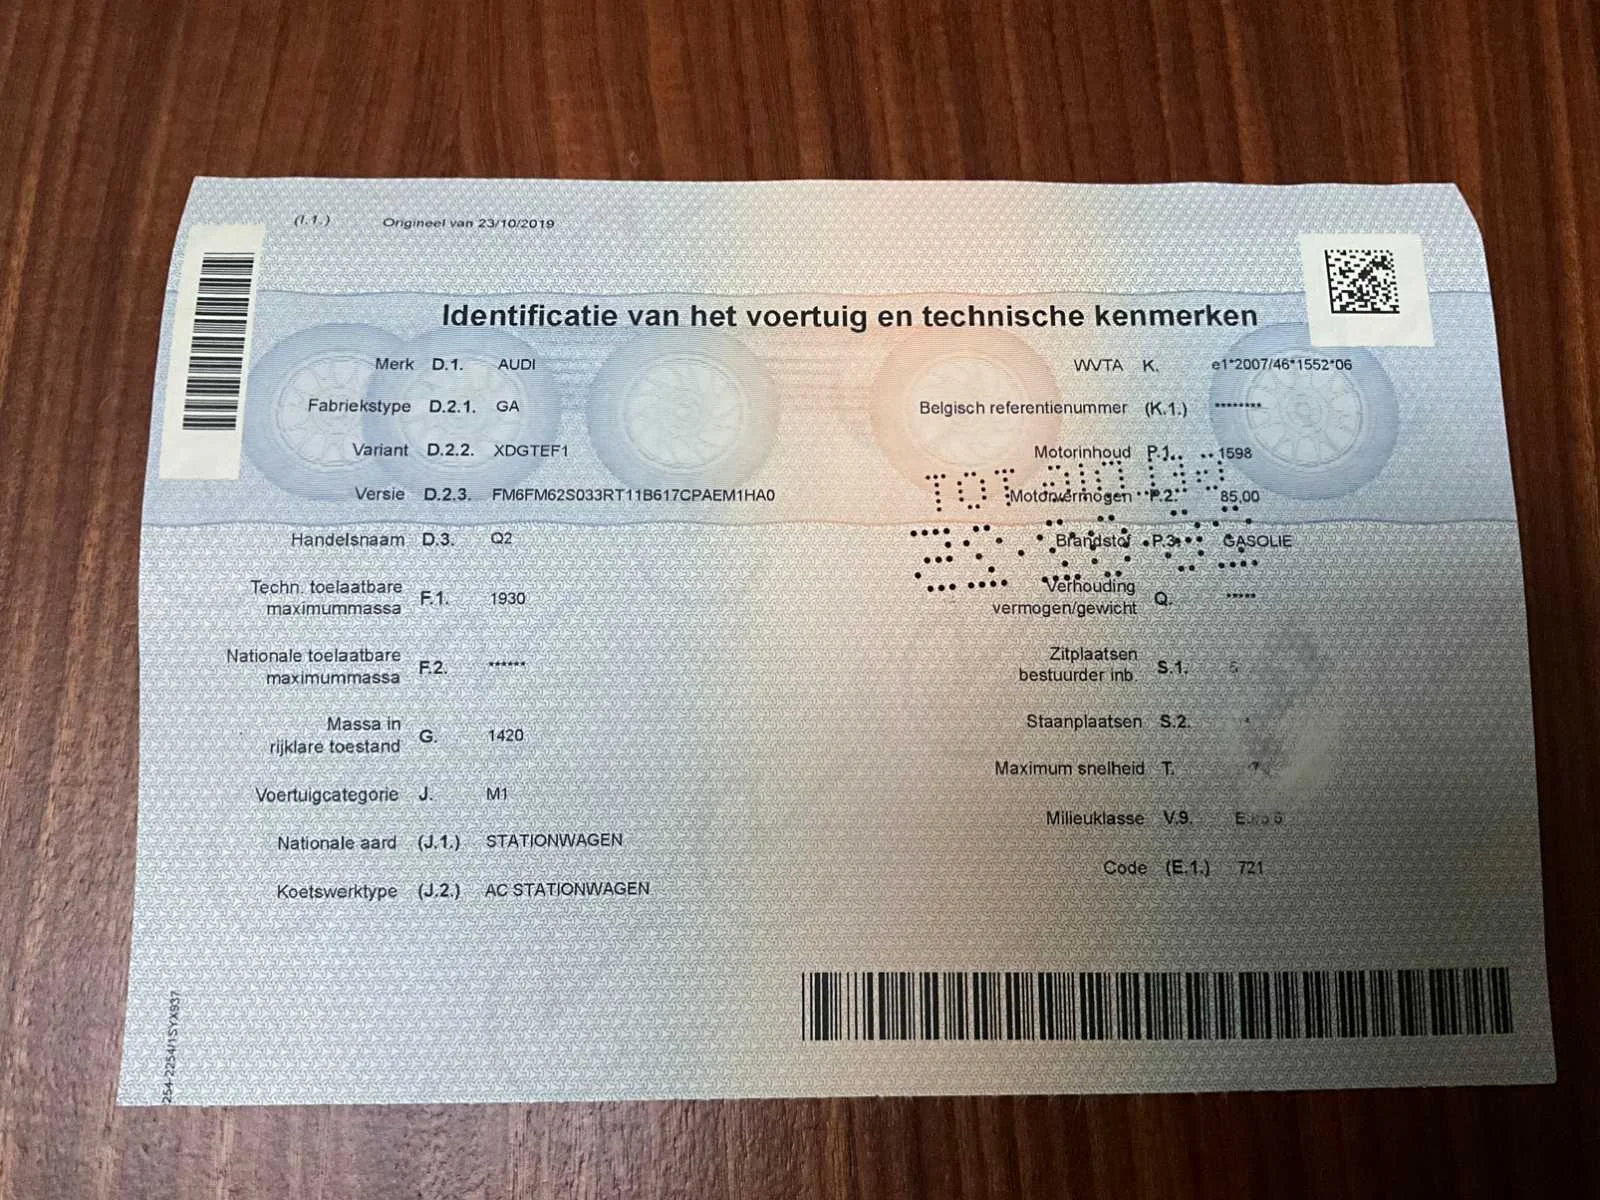 (I.1.) Origineel van 23/10/2019
Identificatie van het voertuig en technische kenmerken
Merk D.1. AUDI
Fabriekstype D.2.1. GA
Variant D.2.2. XDGTEF1
Versie D.2.3. FM6FM62S033RT11B617CPAEM1HA0
Handelsnaam D.3. Q2
Techn. toelaatbare
maximummassa F.1. 1930
Nationale toelaatbare
maximummassa F.2. ******
Massa in
rijklare toestand G. 1420
Voertuigcategorie J. M1
Nationale aard (J.1.) STATIONWAGEN
Koetswerktype (J.2.) AC STATIONWAGEN
WVTA K. e1*2007/46*1552*06
Belgisch referentienummer (K.1.) ********
Motorinhoud P.1. 1598
Motorvermogen P.2. 85,00
Brandstof P.3. GASOLIE
Verhouding
vermogen/gewicht Q. *****
Zitplaatsen
bestuurder inb. S.1.
Staanplaatsen S.2.
Maximum snelheid T.
Milieuklasse V.9.
Code (E.1.) 721
TOT
254-2254/1SYX937